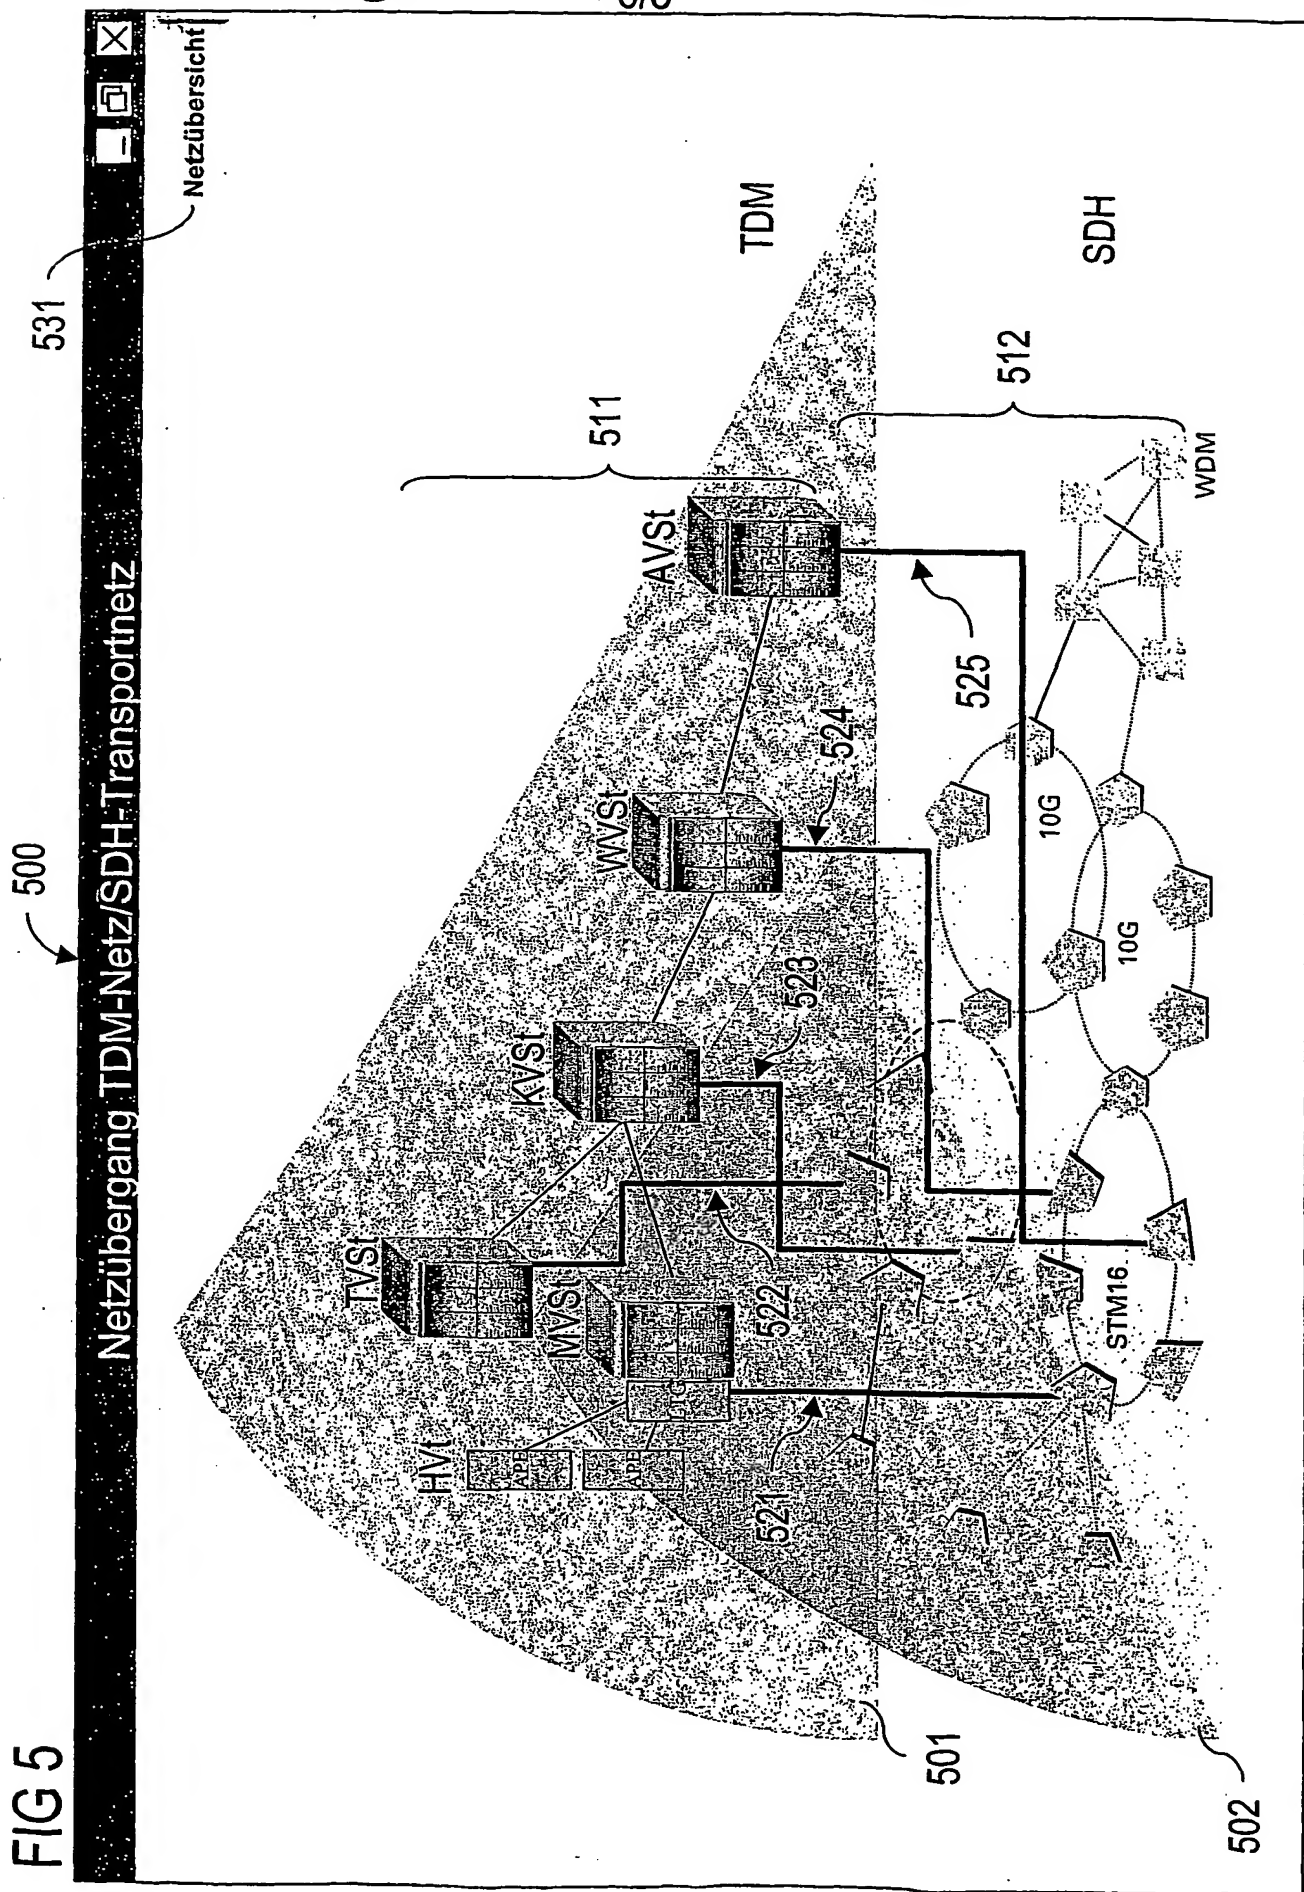 FIG 5
500
531
Netzübergang TDM-Netz/SDH-Transportnetz
Netzübersicht
TVSt
HVt
MVSt
KVSt
WVSt
AVSt
511
TDM
521
522
523
524
525
512
SDH
10G
10G
STM16
WDM
501
502